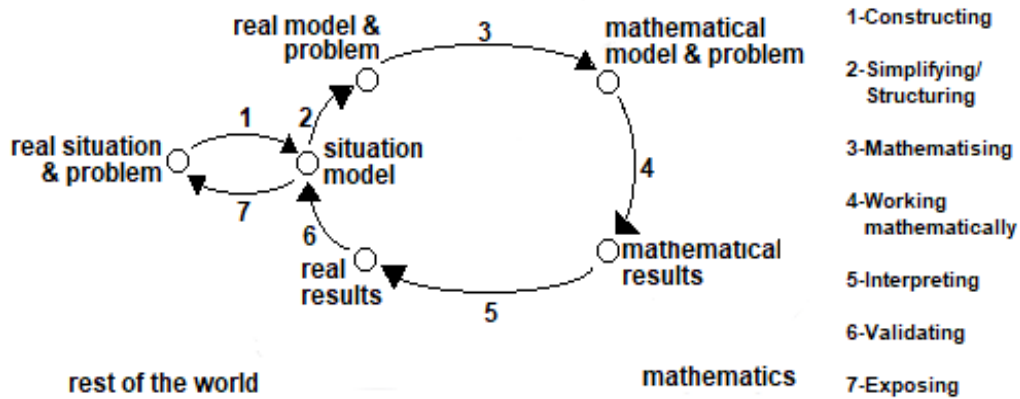 real model &
problem
3
mathematical
model & problem
1
2
real situation
& problem
situation
model
4
7
6
real
results
mathematical
results
5
rest of the world
mathematics
1-Constructing
2-Simplifying/
Structuring
3-Mathematising
4-Working
mathematically
5-Interpreting
6-Validating
7-Exposing